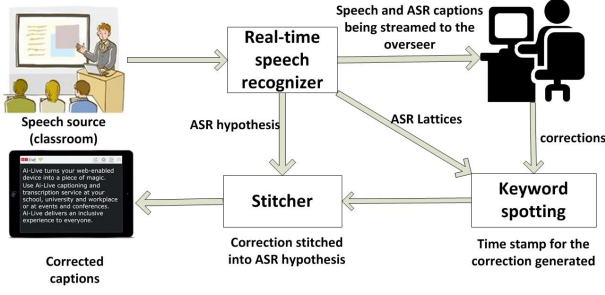 Speech and ASR captions
being streamed to the
overseer
Real-time
speech
recognizer
Speech source
(classroom)
ASR hypothesis
ASR Lattices
corrections
Ai-Live turns your web-enabled
device into a piece of magic.
Use Ai-Live captioning and
transcription service at your
school, university and workplace
or at events and conferences.
Ai-Live delivers an inclusive
experience to everyone.
Stitcher
Keyword
spotting
Correction stitched
into ASR hypothesis
Time stamp for the
correction generated
Corrected
captions